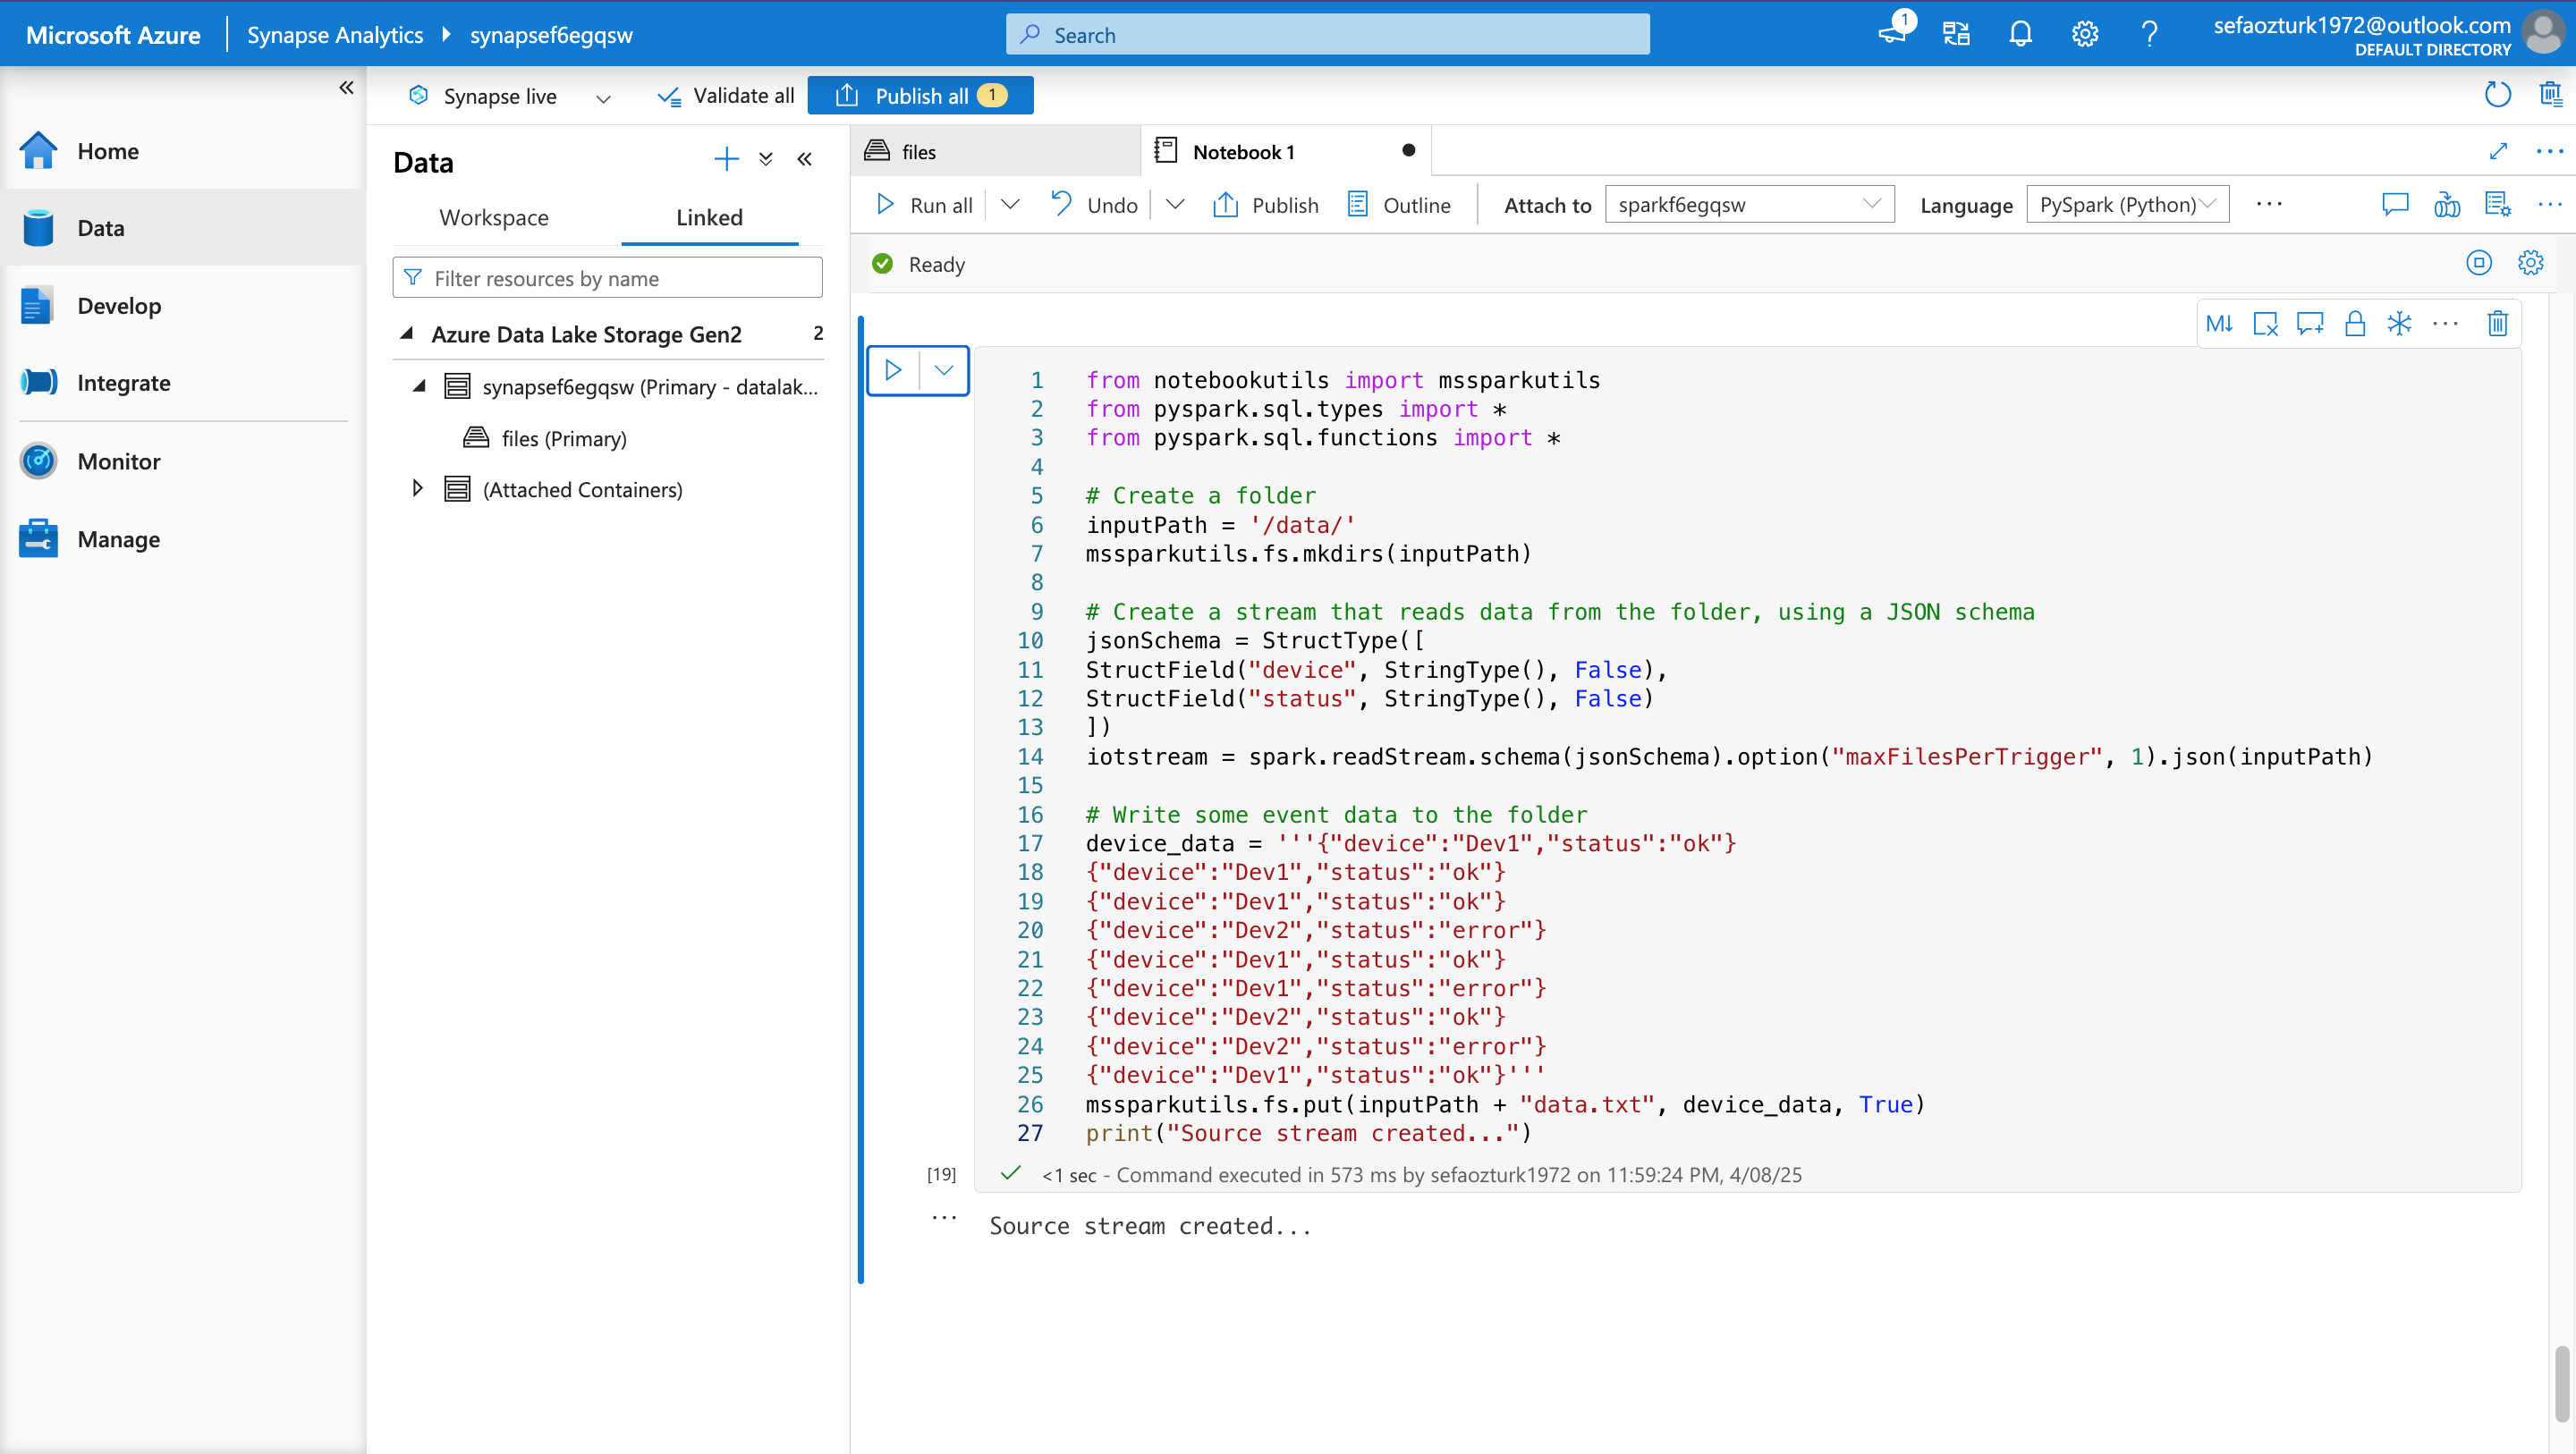 Microsoft Azure
Synapse Analytics
synapsef6egqsw
Search
1
sefaozturk1972@outlook.com
DEFAULT DIRECTORY
Home
Data
Develop
Integrate
Monitor
Manage
Synapse live
Validate all
Publish all 1
Data
Workspace
Linked
Filter resources by name
Azure Data Lake Storage Gen2 2
synapsef6egqsw (Primary - datalak...
files (Primary)
(Attached Containers)
files
Notebook 1
Run all
Undo
Publish
Outline
Attach to
sparkf6egqsw
Language
PySpark (Python)
Ready
M↓
1 from notebookutils import mssparkutils
2 from pyspark.sql.types import *
3 from pyspark.sql.functions import *
4
5 # Create a folder
6 inputPath = '/data/'
7 mssparkutils.fs.mkdirs(inputPath)
8
9 # Create a stream that reads data from the folder, using a JSON schema
10 jsonSchema = StructType([
11 StructField("device", StringType(), False),
12 StructField("status", StringType(), False)
13 ])
14 iotstream = spark.readStream.schema(jsonSchema).option("maxFilesPerTrigger", 1).json(inputPath)
15
16 # Write some event data to the folder
17 device_data = '''{"device":"Dev1","status":"ok"}
18 {"device":"Dev1","status":"ok"}
19 {"device":"Dev1","status":"ok"}
20 {"device":"Dev2","status":"error"}
21 {"device":"Dev1","status":"ok"}
22 {"device":"Dev1","status":"error"}
23 {"device":"Dev2","status":"ok"}
24 {"device":"Dev2","status":"error"}
25 {"device":"Dev1","status":"ok"}'''
26 mssparkutils.fs.put(inputPath + "data.txt", device_data, True)
27 print("Source stream created...")
[19] <1 sec - Command executed in 573 ms by sefaozturk1972 on 11:59:24 PM, 4/08/25
Source stream created...